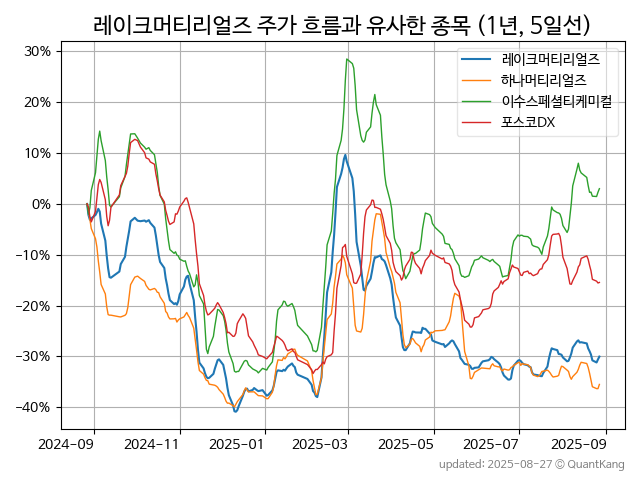 레이크머티리얼즈 주가 흐름과 유사한 종목 (1년, 5일선)
레이크머티리얼즈
하나머티리얼즈
이수스페셜티케미컬
포스코DX
30%
20%
10%
0%
−10%
−20%
−30%
−40%
2024−09 2024−11 2025−01 2025−03 2025−05 2025−07 2025−09
updated: 2025-08-27 © QuantKang